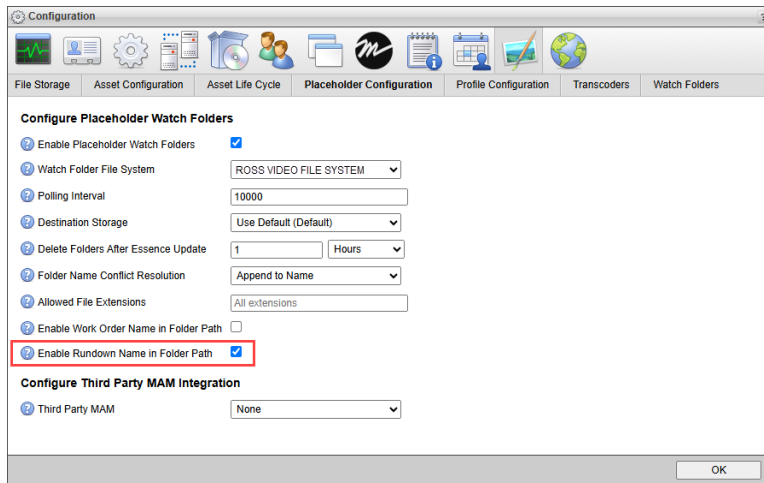 Configuration
File Storage Asset Configuration Asset Life Cycle Placeholder Configuration Profile Configuration Transcoders Watch Folders
Configure Placeholder Watch Folders
Enable Placeholder Watch Folders
Watch Folder File System ROSS VIDEO FILE SYSTEM
Polling Interval 10000
Destination Storage Use Default (Default)
Delete Folders After Essence Update 1 Hours
Folder Name Conflict Resolution Append to Name
Allowed File Extensions All extensions
Enable Work Order Name in Folder Path
Enable Rundown Name in Folder Path
Configure Third Party MAM Integration
Third Party MAM None
OK